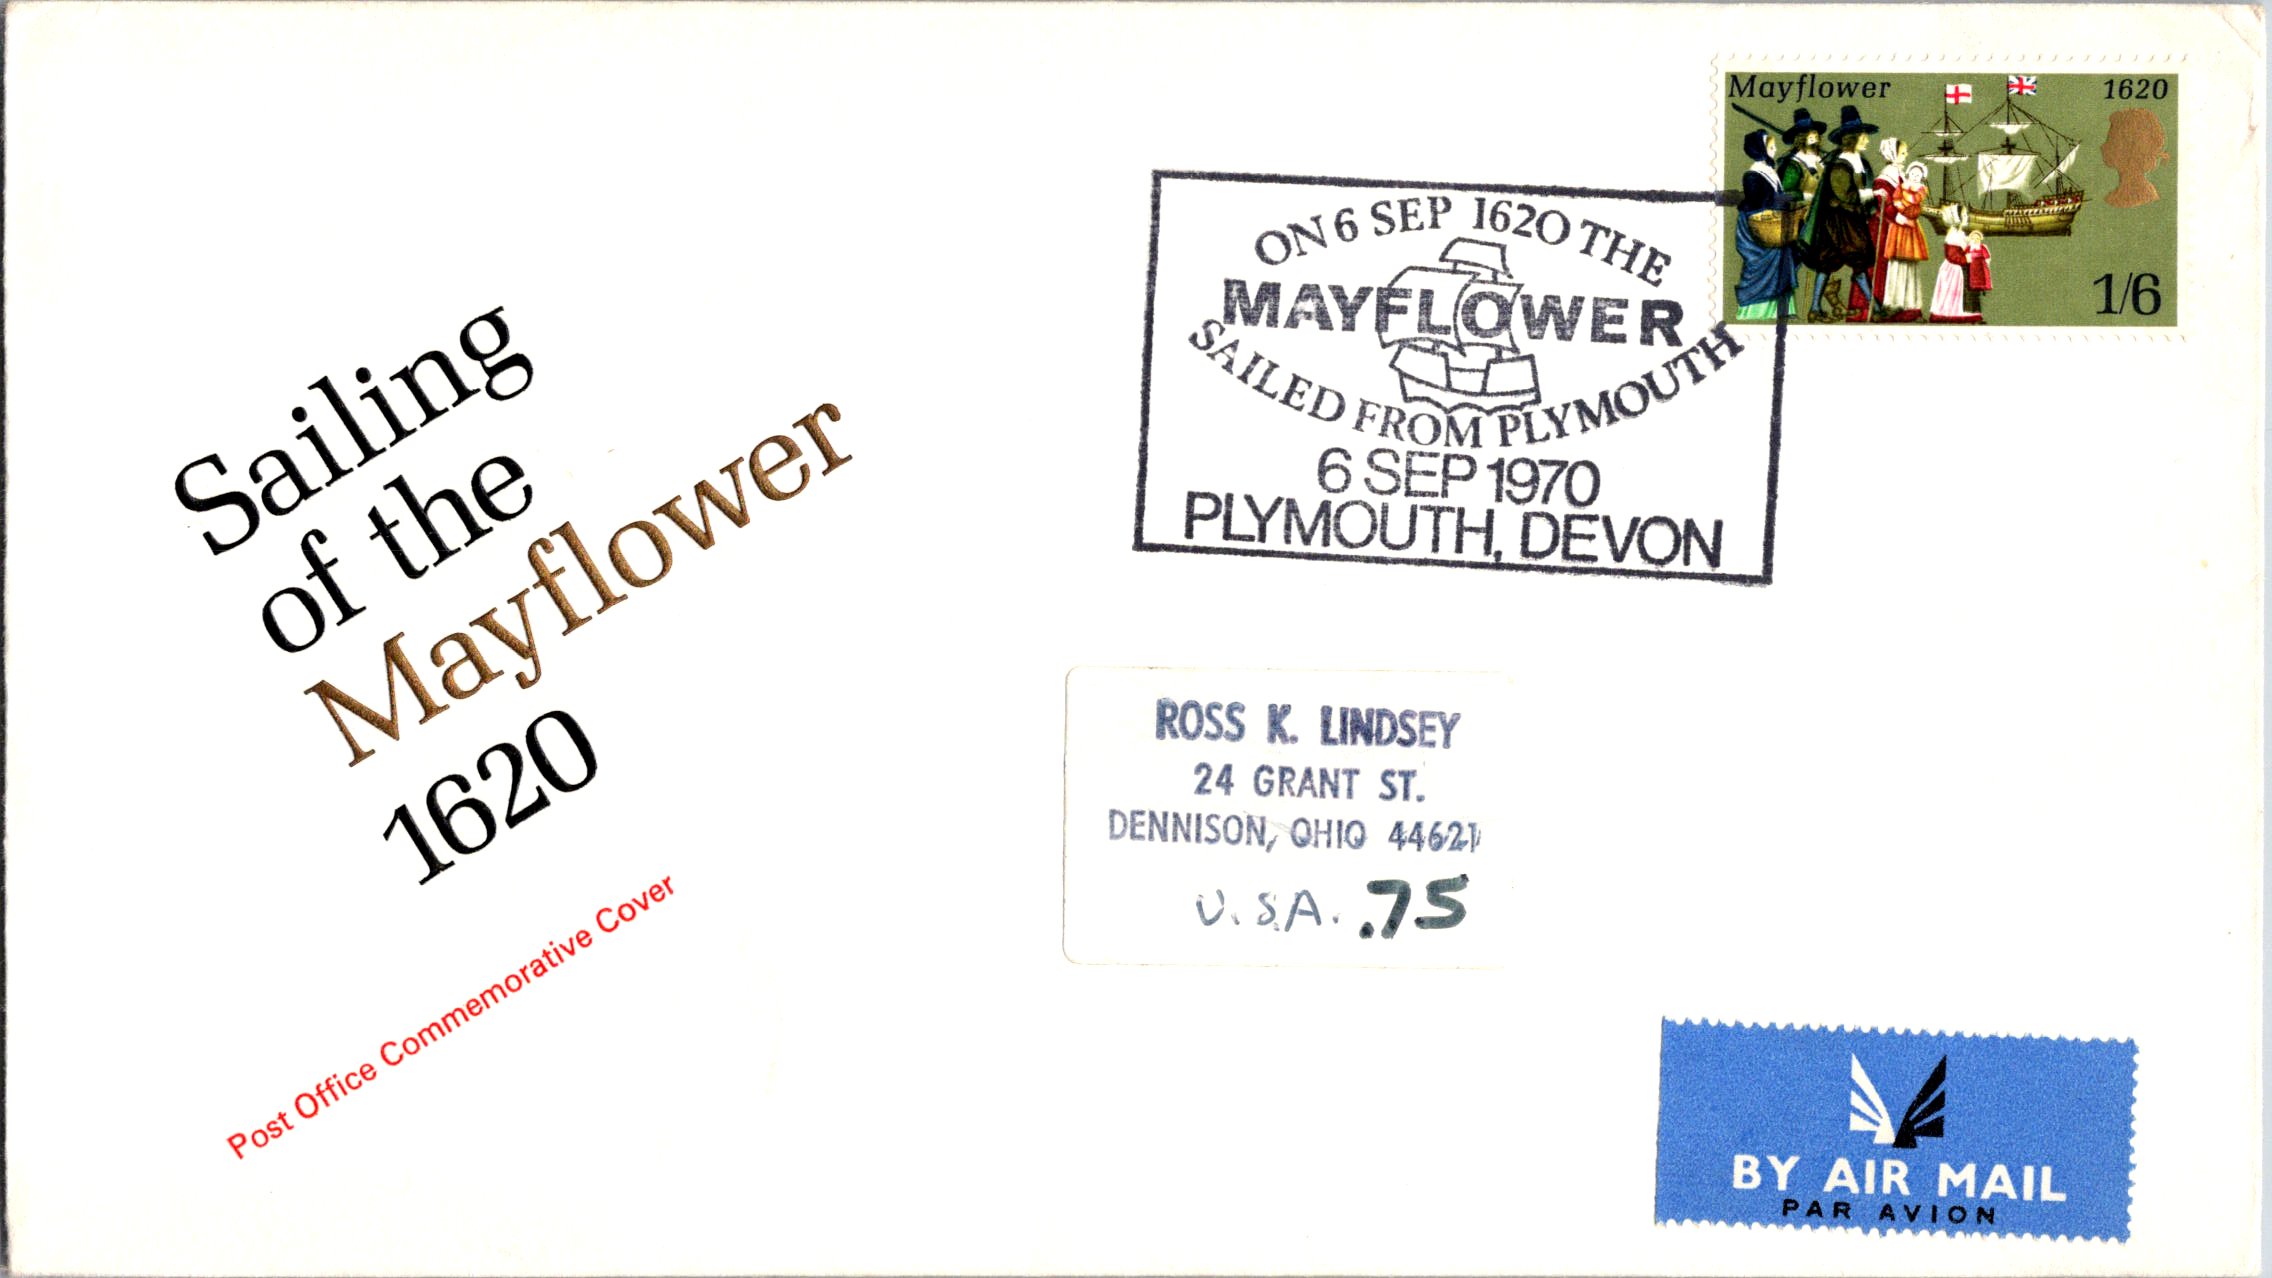 Mayflower 1620
1/6
ON 6 SEP 1620 THE
MAYFLOWER
SAILED FROM PLYMOUTH
6 SEP 1970
PLYMOUTH, DEVON
Sailing
of the
Mayflower
1620
Post Office Commemorative Cover
ROSS K. LINDSEY
24 GRANT ST.
DENNISON, OHIO 44621
U.S.A. .75
BY AIR MAIL
PAR AVION